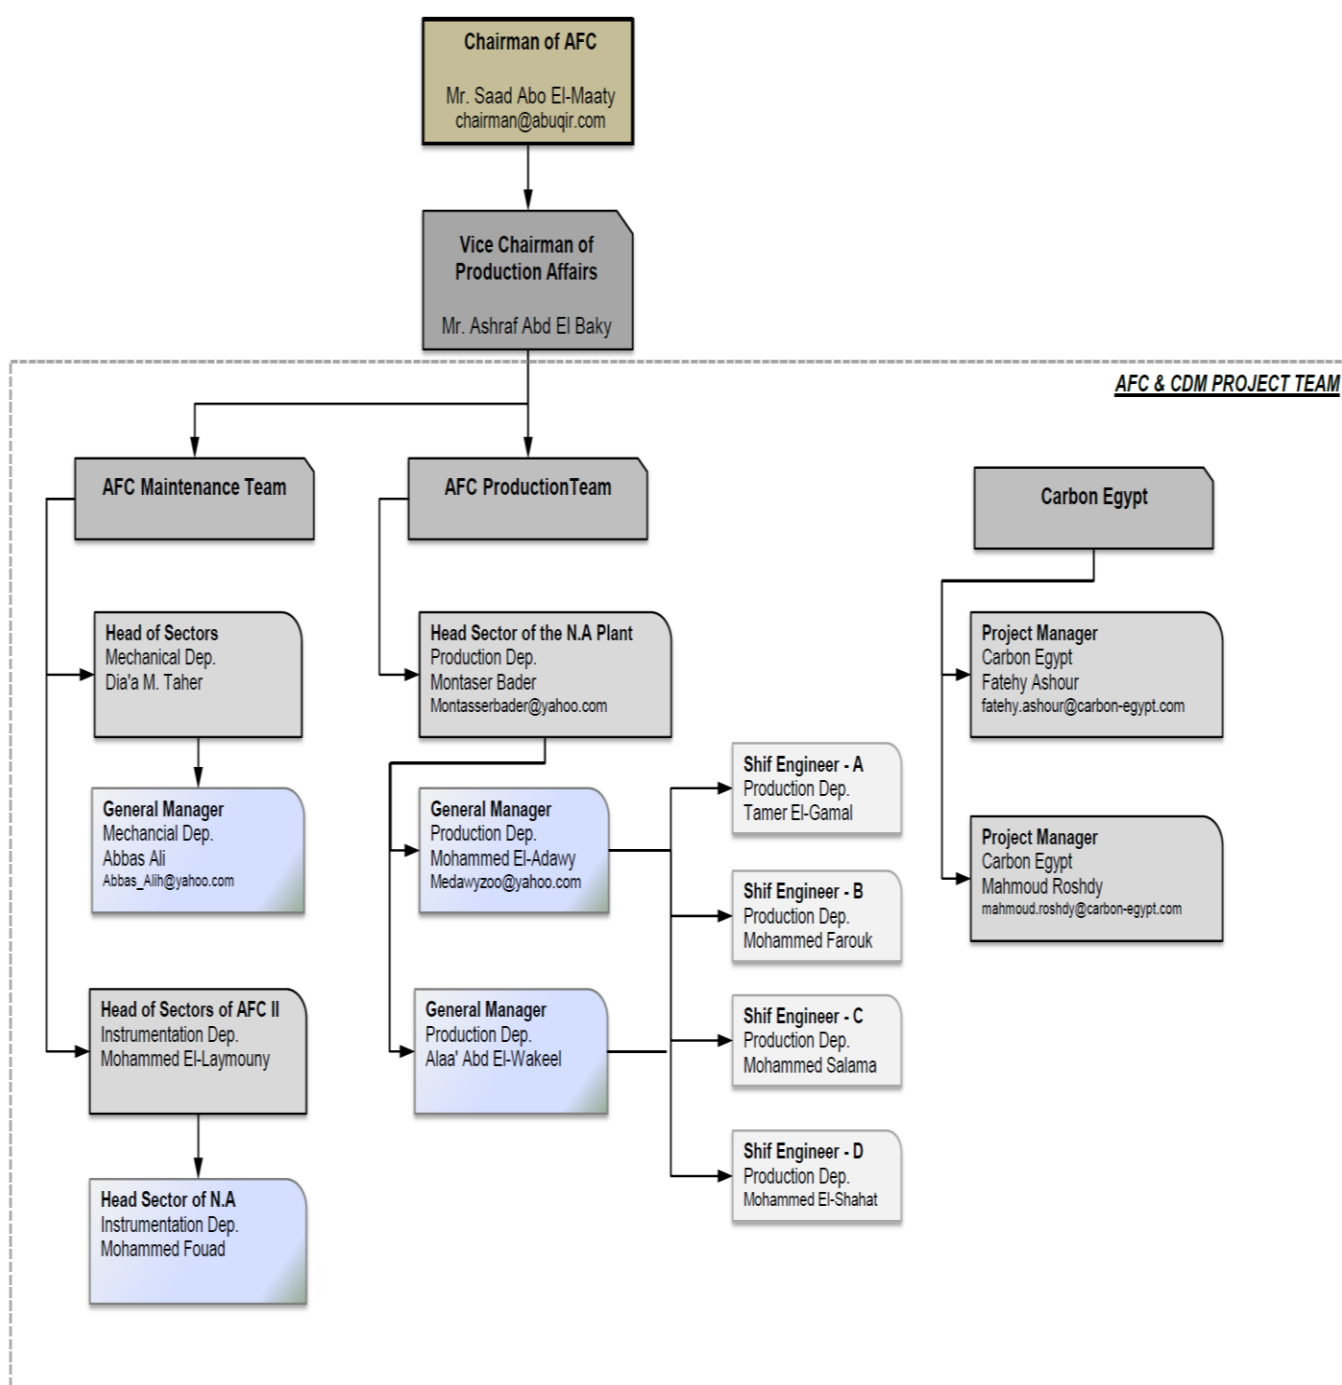 Chairman of AFC
Mr. Saad Abo El-Maaty
chairman@abuqir.com
Vice Chairman of
Production Affairs
Mr. Ashraf Abd El Baky
AFC & CDM PROJECT TEAM
AFC Maintenance Team
AFC ProductionTeam
Carbon Egypt
Head of Sectors
Mechanical Dep.
Dia'a M. Taher
General Manager
Mechancial Dep.
Abbas Ali
Abbas_Alih@yahoo.com
Head of Sectors of AFC II
Instrumentation Dep.
Mohammed El-Laymouny
Head Sector of N.A
Instrumentation Dep.
Mohammed Fouad
Head Sector of the N.A Plant
Production Dep.
Montaser Bader
Montasserbader@yahoo.com
General Manager
Production Dep.
Mohammed El-Adawy
Medawyzoo@yahoo.com
General Manager
Production Dep.
Alaa' Abd El-Wakeel
Shif Engineer - A
Production Dep.
Tamer El-Gamal
Shif Engineer - B
Production Dep.
Mohammed Farouk
Shif Engineer - C
Production Dep.
Mohammed Salama
Shif Engineer - D
Production Dep.
Mohammed El-Shahat
Project Manager
Carbon Egypt
Fatehy Ashour
fatehy.ashour@carbon-egypt.com
Project Manager
Carbon Egypt
Mahmoud Roshdy
mahmoud.roshdy@carbon-egypt.com